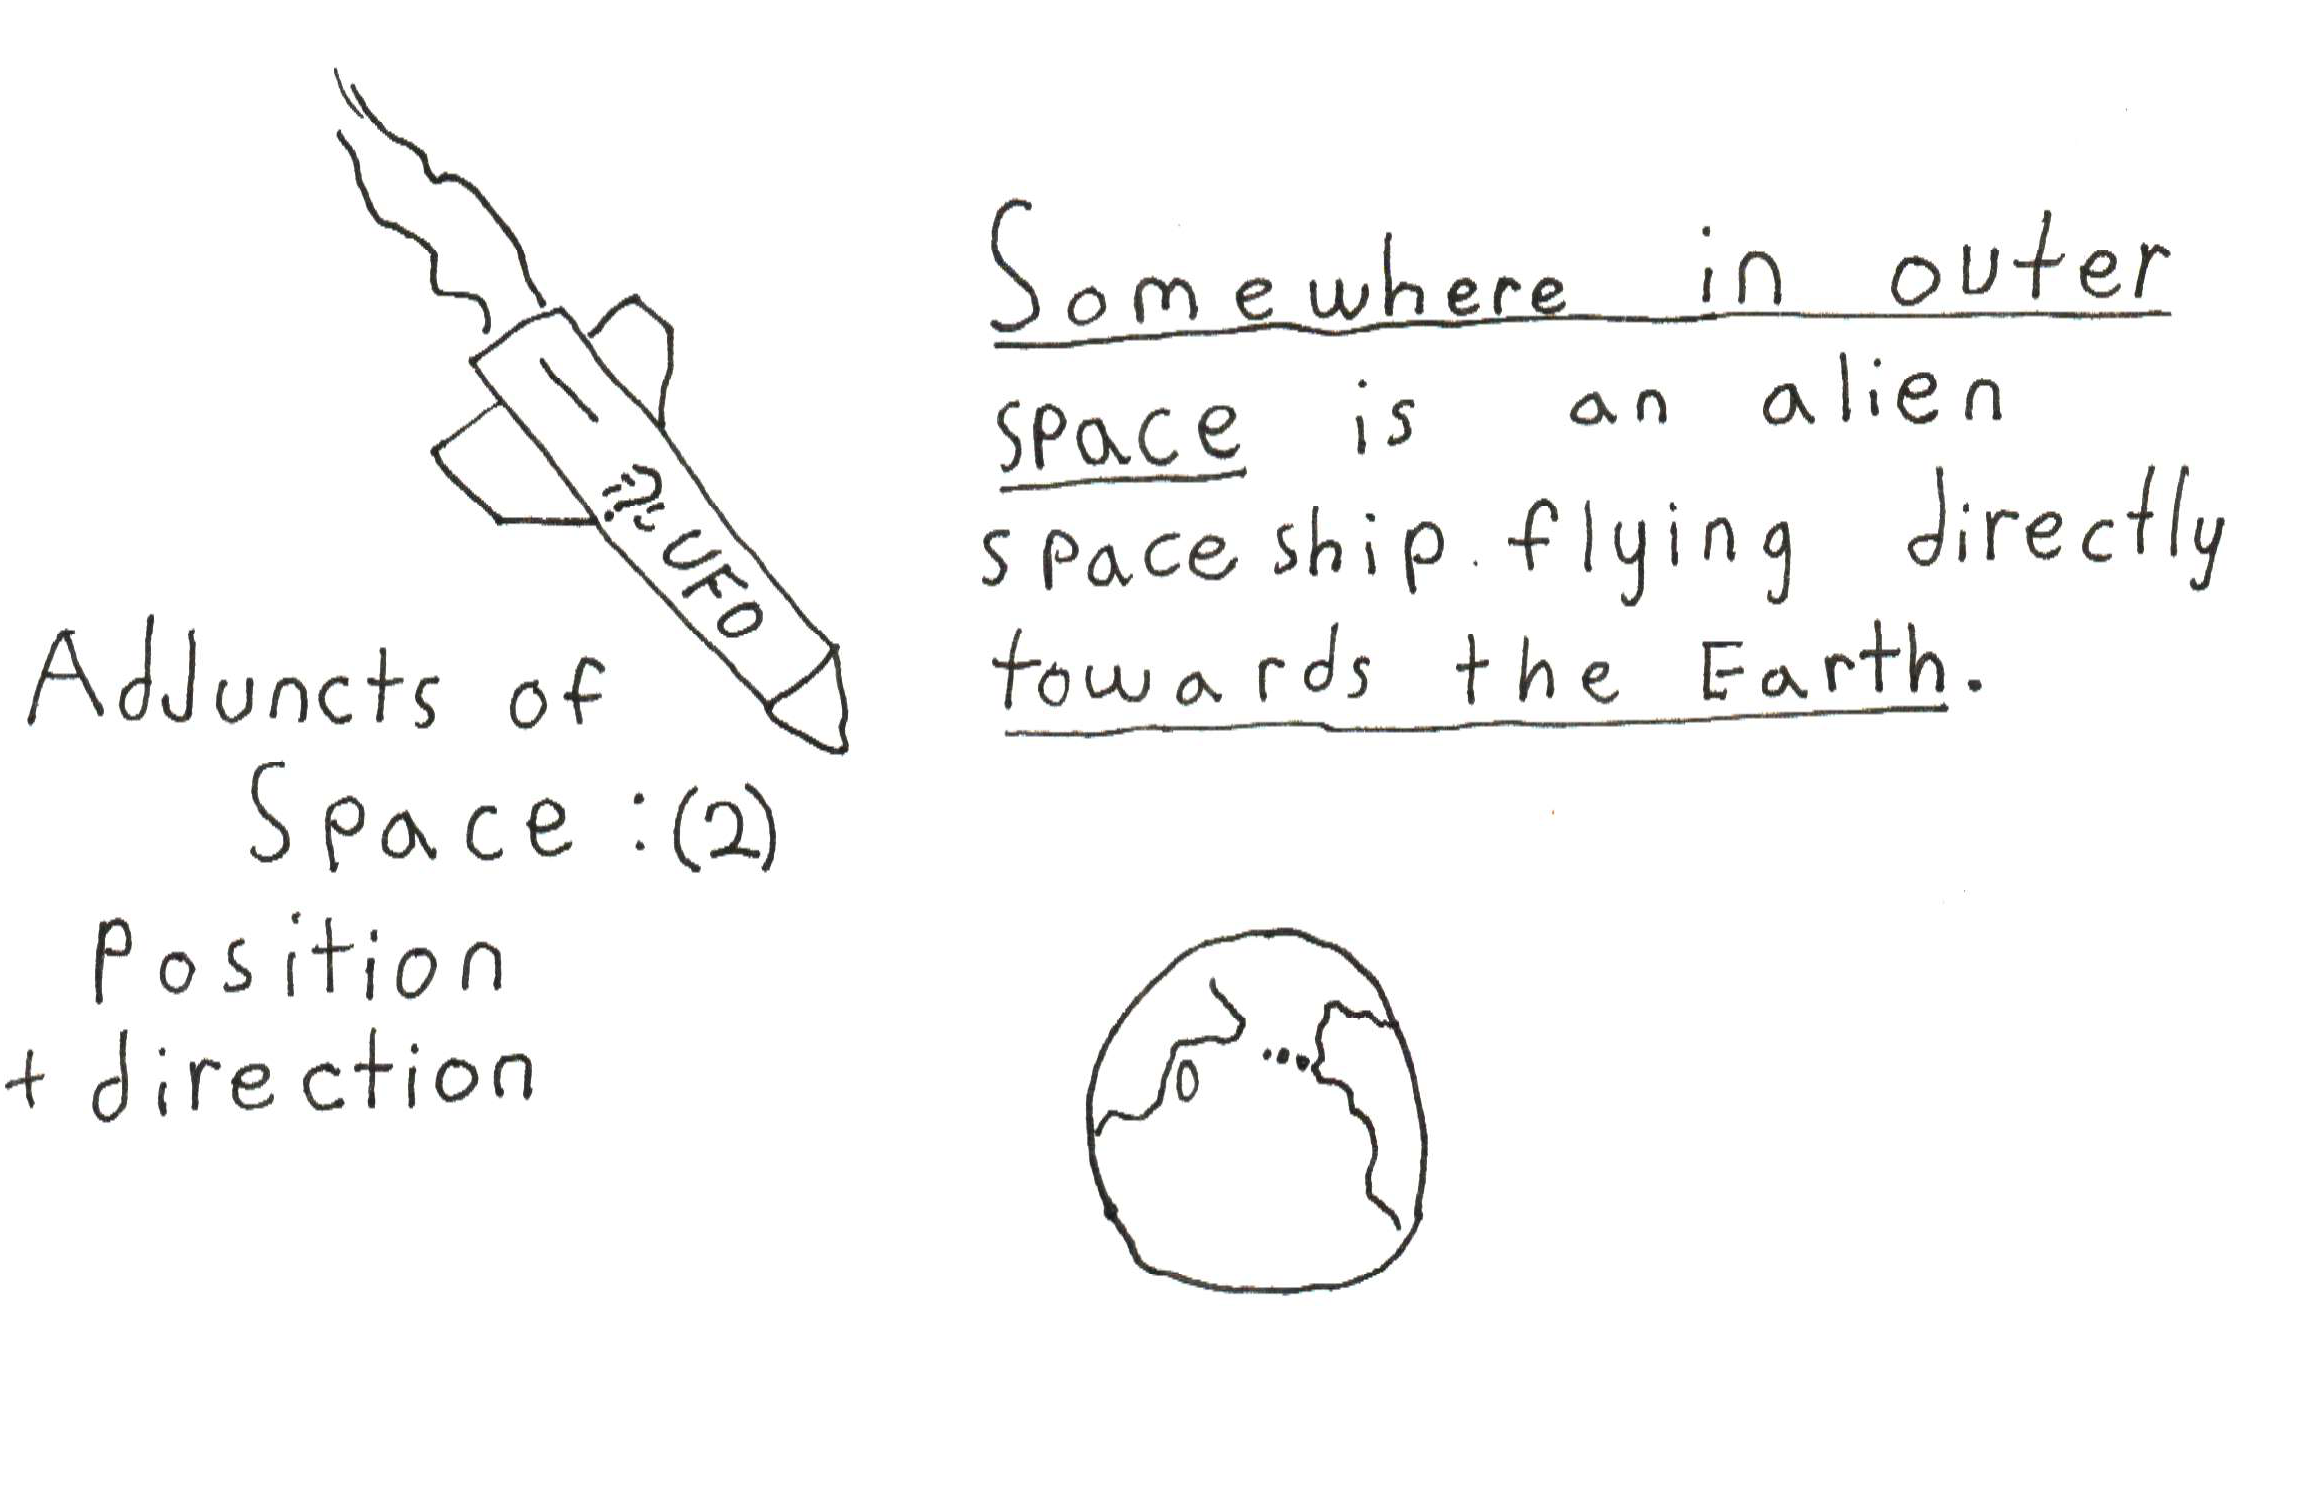 Somewhere in outer
space is an alien
spaceship. flying directly
towards the Earth.
?? UFO
Adjuncts of
Space :(2)
Position
+ direction